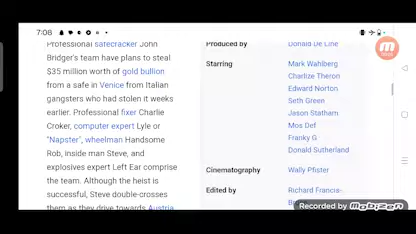 7:08
Professional safecracker John
Bridger's team have plans to steal
$35 million worth of gold bullion
from a safe in Venice from Italian
gangsters who had stolen it weeks
earlier. Professional fixer Charlie
Croker, computer expert Lyle or
"Napster", wheelman Handsome
Rob, inside man Steve, and
explosives expert Left Ear comprise
the team. Although the heist is
successful, Steve double-crosses
them as they drive towards Austria
Produced by Donald De Line
Starring Mark Wahlberg
Charlize Theron
Edward Norton
Seth Green
Jason Statham
Mos Def
Franky G
Donald Sutherland
Cinematography Wally Pfister
Edited by Richard Francis-
Recorded by Mobizen